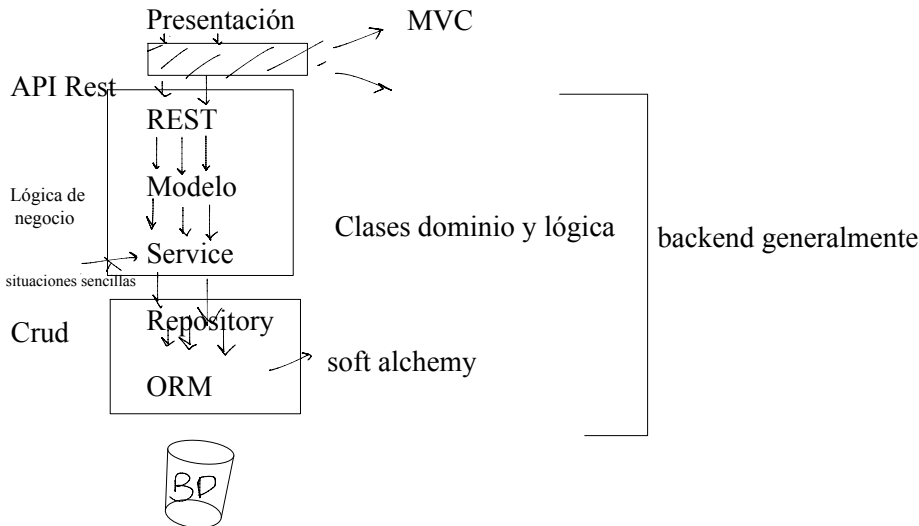 Presentación
MVC
API Rest
REST
Modelo
Lógica de
negocio
Clases dominio y lógica
backend generalmente
Service
situaciones sencillas
Repository
Crud
soft alchemy
ORM
BD